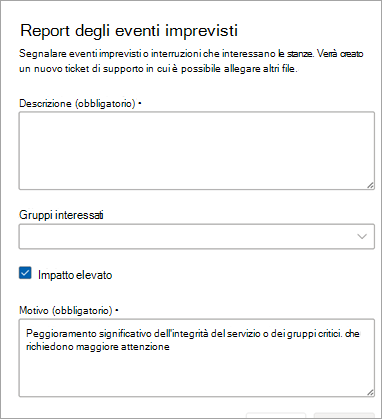 Report degli eventi imprevisti
Segnalare eventi imprevisti o interruzioni che interessano le stanze. Verrà creato
un nuovo ticket di supporto in cui è possibile allegare altri file.
Descrizione (obbligatorio) •
Gruppi interessati
Impatto elevato
Motivo (obbligatorio) •
Peggioramento significativo dell'integrità del servizio o dei gruppi critici. che
richiedono maggiore attenzione